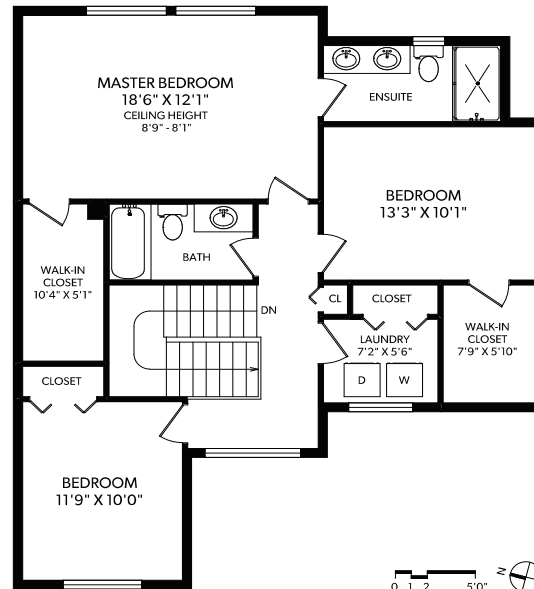 MASTER BEDROOM
18'6" X 12'1"
CEILING HEIGHT
8'9" - 8'1"
ENSUITE
BEDROOM
13'3" X 10'1"
BATH
WALK-IN
CLOSET
10'4" X 5'1"
DN
CL
CLOSET
LAUNDRY
7'2" X 5'6"
D
W
WALK-IN
CLOSET
7'9" X 5'10"
CLOSET
BEDROOM
11'9" X 10'0"
N
0 1 2 5'0"